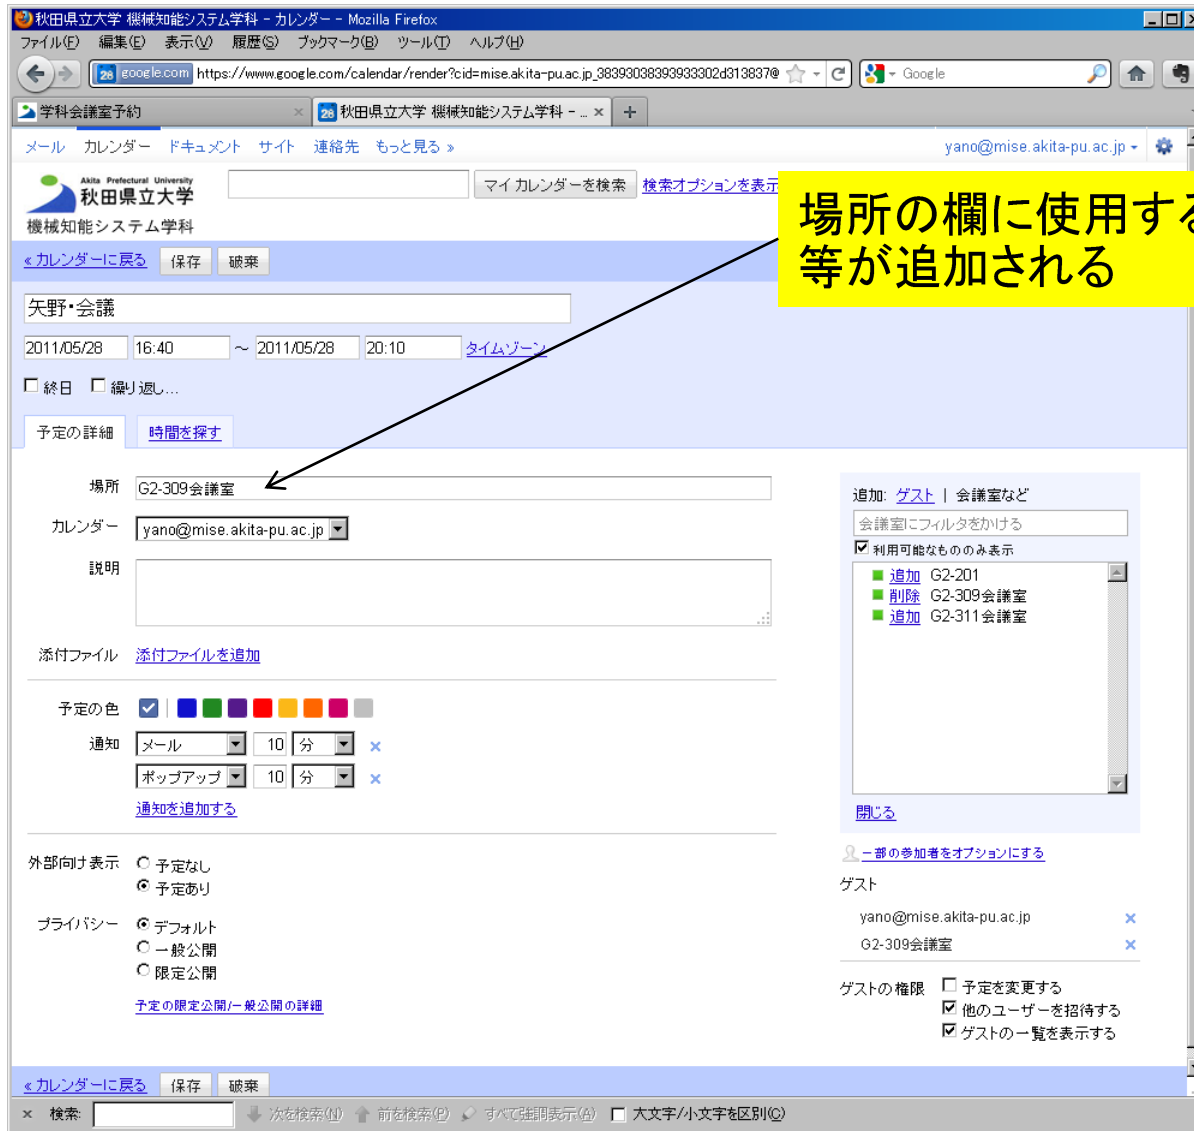 秋田県立大学 機械知能システム学科 - カレンダー - Mozilla Firefox
ファイル(F) 編集(E) 表示(V) 履歴(S) ブックマーク(B) ツール(T) ヘルプ(H)
28 google.com https://www.google.com/calendar/render?cid=mise.akita-pu.ac.jp_38393038393933302d313837@ Google
学科会議室予約 × 28 秋田県立大学 機械知能システム学科 - ... × +
メール カレンダー ドキュメント サイト 連絡先 もっと見る » yano@mise.akita-pu.ac.jp
Akita Prefectural University
秋田県立大学
機械知能システム学科
マイ カレンダーを検索 検索オプションを表示
場所の欄に使用する
等が追加される
« カレンダーに戻る 保存 破棄
矢野・会議
2011/05/28 16:40 ～ 2011/05/28 20:10 タイムゾーン
終日 繰り返し...
予定の詳細 時間を探す
場所 G2-309会議室
カレンダー yano@mise.akita-pu.ac.jp
説明
添付ファイル 添付ファイルを追加
予定の色
通知 メール 10 分 ×
ポップアップ 10 分 ×
通知を追加する
外部向け表示 予定なし
予定あり
プライバシー デフォルト
一般公開
限定公開
予定の限定公開/一般公開の詳細
追加: ゲスト | 会議室など
会議室にフィルタをかける
利用可能なもののみ表示
追加 G2-201
削除 G2-309会議室
追加 G2-311会議室
閉じる
一部の参加者をオプションにする
ゲスト
yano@mise.akita-pu.ac.jp ×
G2-309会議室 ×
ゲストの権限 予定を変更する
他のユーザーを招待する
ゲストの一覧を表示する
« カレンダーに戻る 保存 破棄
× 検索: 次を検索(N) 前を検索(P) すべて強調表示(A) 大文字/小文字を区別(C)